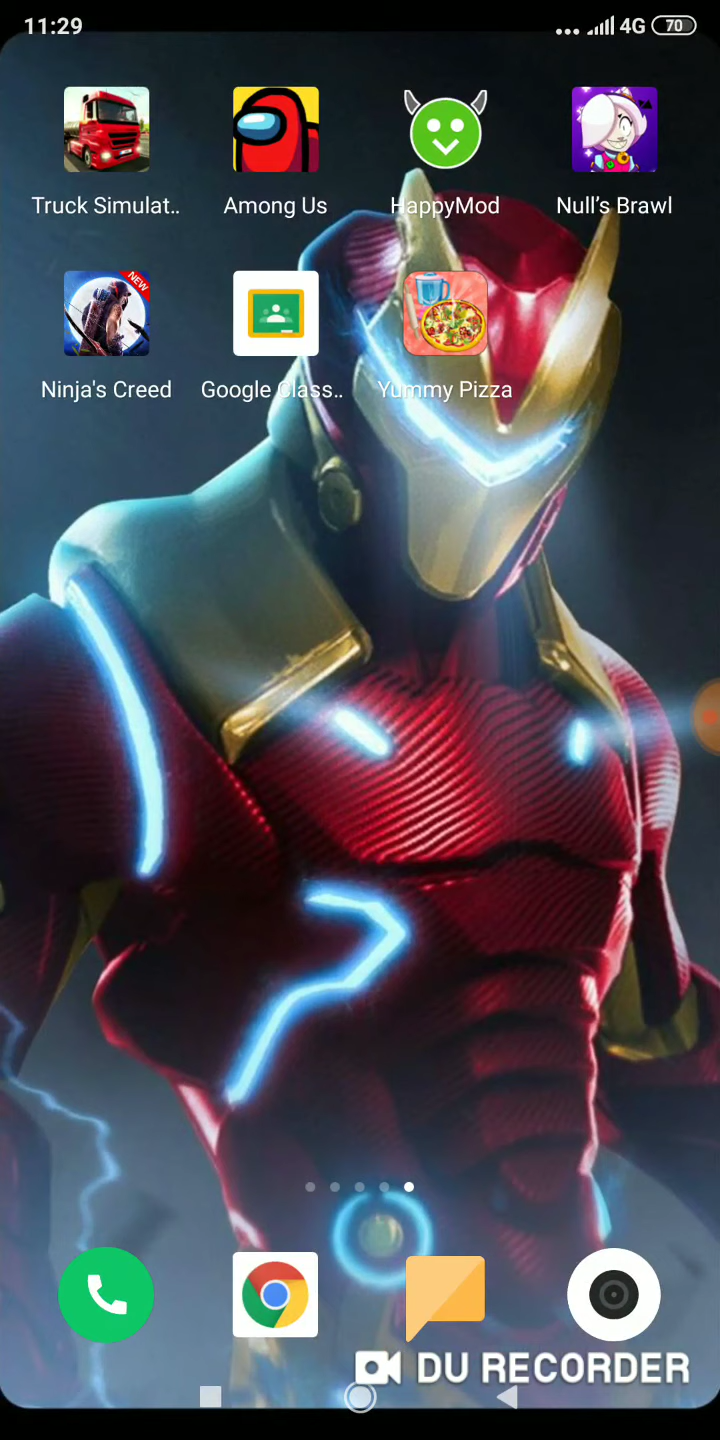 11:29
4G 70
Truck Simulat..
Among Us
HappyMod
Null's Brawl
NEW
Ninja's Creed
Google Class..
Yummy Pizza
DU RECORDER